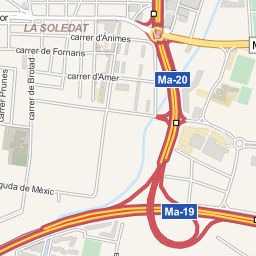 or
LA SOLEDAT
carrer d'Animes
carrer de Fornaris
M
carrer d'Amer
Ma-20
carrer Prunes
carrer de Brotad
guda de Mèxic
Ma-19